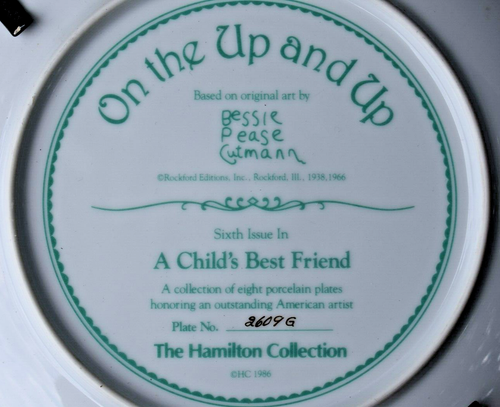 On the Up and Up
Based on original art by
Bessie
Pease
Gutmann
©Rockford Editions, Inc., Rockford, Ill., 1938, 1966
Sixth Issue In
A Child's Best Friend
A collection of eight porcelain plates
honoring an outstanding American artist
Plate No. 2609G
The Hamilton Collection
©HC 1986